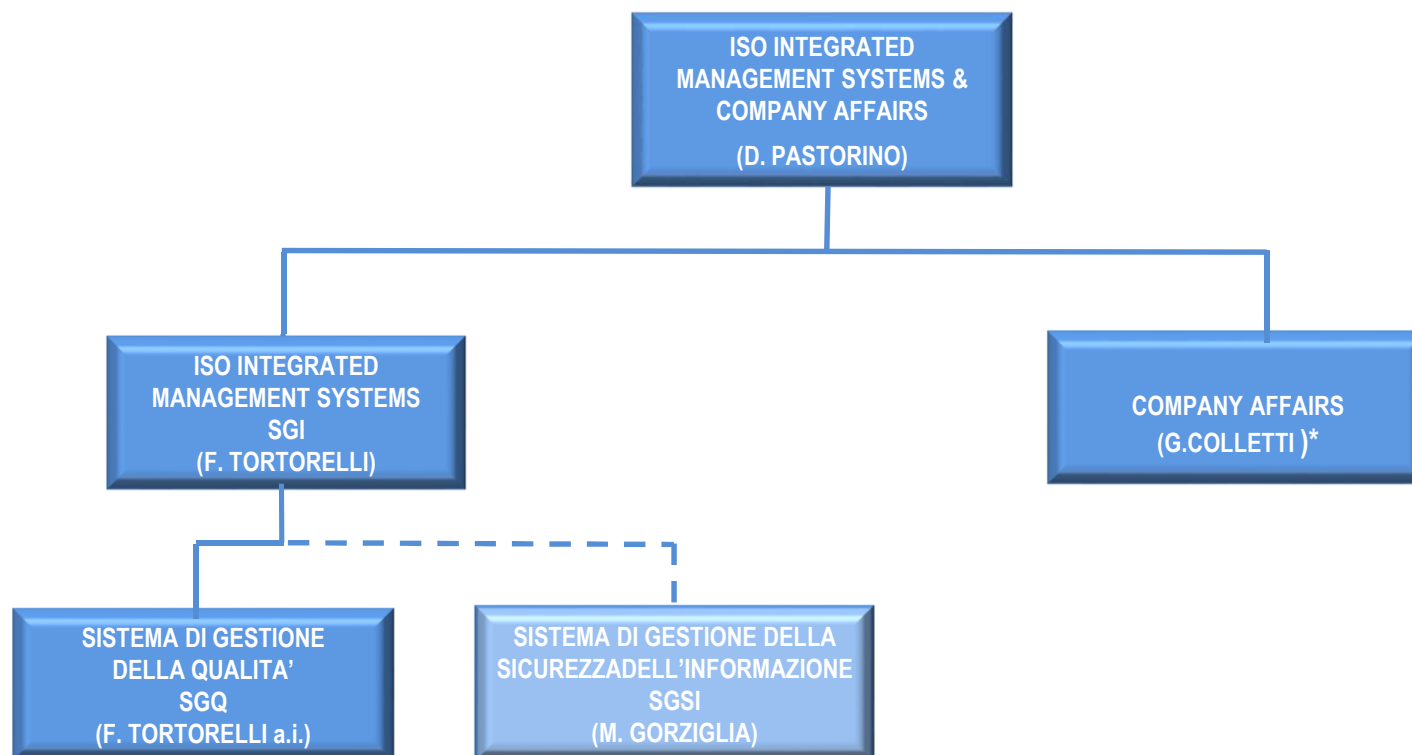 ISO INTEGRATED
MANAGEMENT SYSTEMS &
COMPANY AFFAIRS
(D. PASTORINO)
ISO INTEGRATED
MANAGEMENT SYSTEMS
SGI
(F. TORTORELLI)
COMPANY AFFAIRS
(G.COLLETTI )*
SISTEMA DI GESTIONE
DELLA QUALITA’
SGQ
(F. TORTORELLI a.i.)
SISTEMA DI GESTIONE DELLA
SICUREZZADELL’INFORMAZIONE
SGSI
(M. GORZIGLIA)